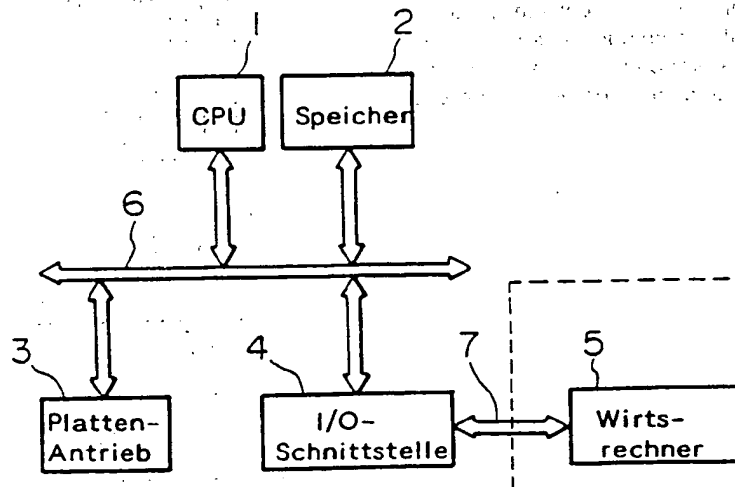 1
2
CPU
Speicher
6
3
4
7
5
Platten-
Antrieb
I/O-
Schnittstelle
Wirts-
rechner